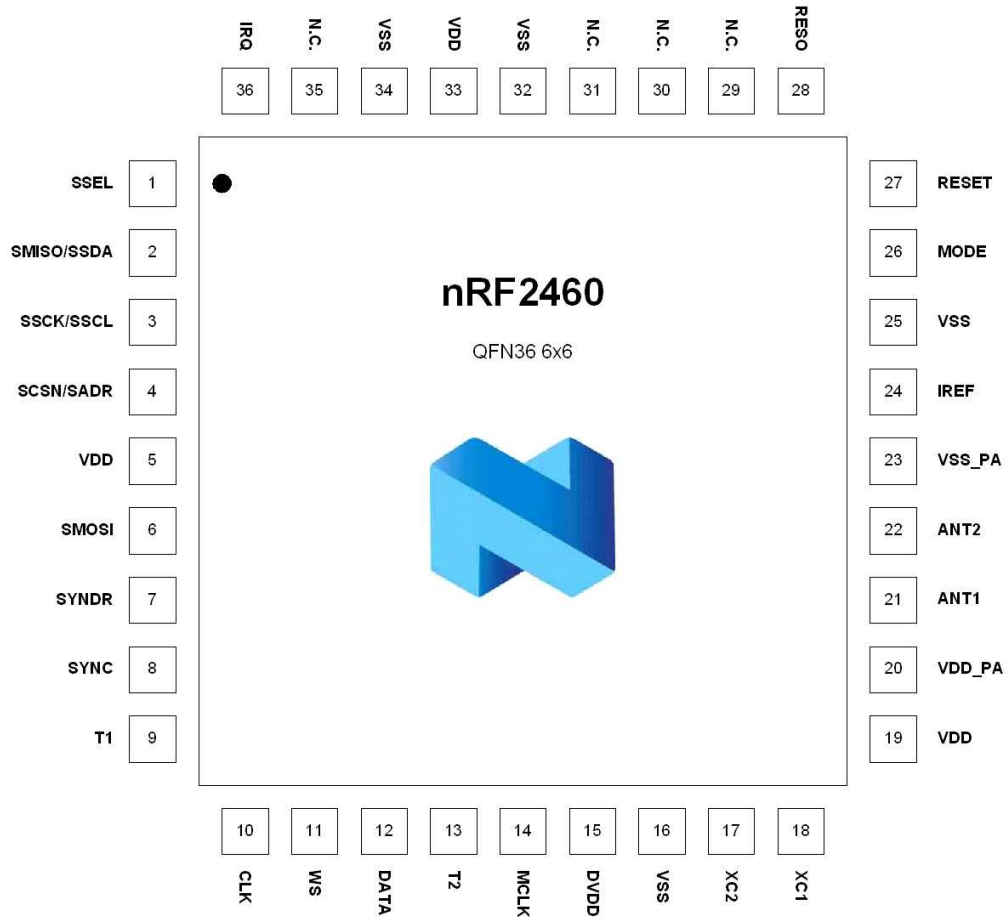 IRQ N.C. VSS VDD VSS N.C. N.C. N.C. RESO
36 35 34 33 32 31 30 29 28
SSEL 1 27 RESET
SMISO/SSDA 2 26 MODE
nRF2460
SSCK/SSCL 3 25 VSS
QFN36 6x6
SCSN/SADR 4 24 IREF
VDD 5 23 VSS_PA
SMOSI 6 22 ANT2
SYNDR 7 21 ANT1
SYNC 8 20 VDD_PA
T1 9 19 VDD
10 11 12 13 14 15 16 17 18
CLK WS DATA T2 MCLK DVDD VSS XC2 XC1